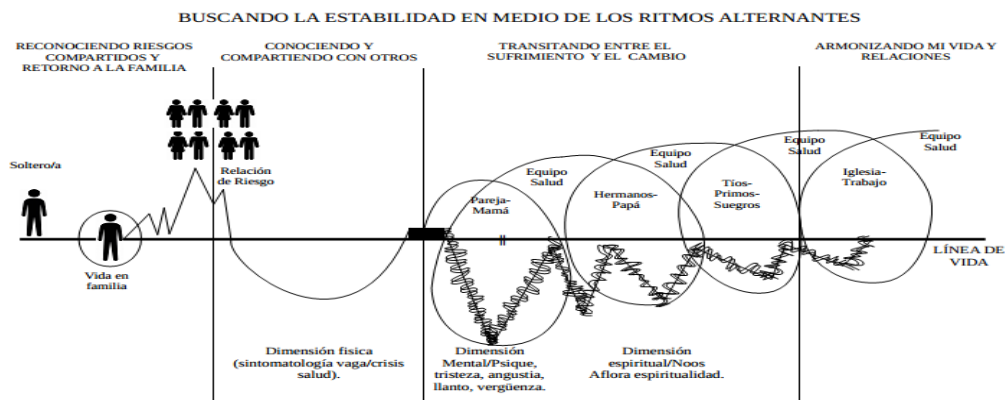 BUSCANDO LA ESTABILIDAD EN MEDIO DE LOS RITMOS ALTERNANTES
RECONOCIENDO RIESGOS
COMPARTIDOS Y
RETORNO A LA FAMILIA
CONOCIENDO Y
COMPARTIENDO CON OTROS
TRANSITANDO ENTRE EL
SUFRIMIENTO Y EL CAMBIO
ARMONIZANDO MI VIDA Y
RELACIONES
Soltero/a
Vida en
familia
Relación
de Riesgo
Pareja-
Mamá
Equipo
Salud
Hermanos-
Papá
Equipo
Salud
Tíos-
Primos-
Suegros
Equipo
Salud
Iglesia-
Trabajo
Equipo
Salud
LÍNEA DE
VIDA
Dimensión fisica
(sintomatología vaga/crisis
salud).
Dimensión
Mental/Psique,
tristeza, angustia,
llanto, vergüenza.
Dimensión
espiritual/Noos
Aflora espiritualidad.